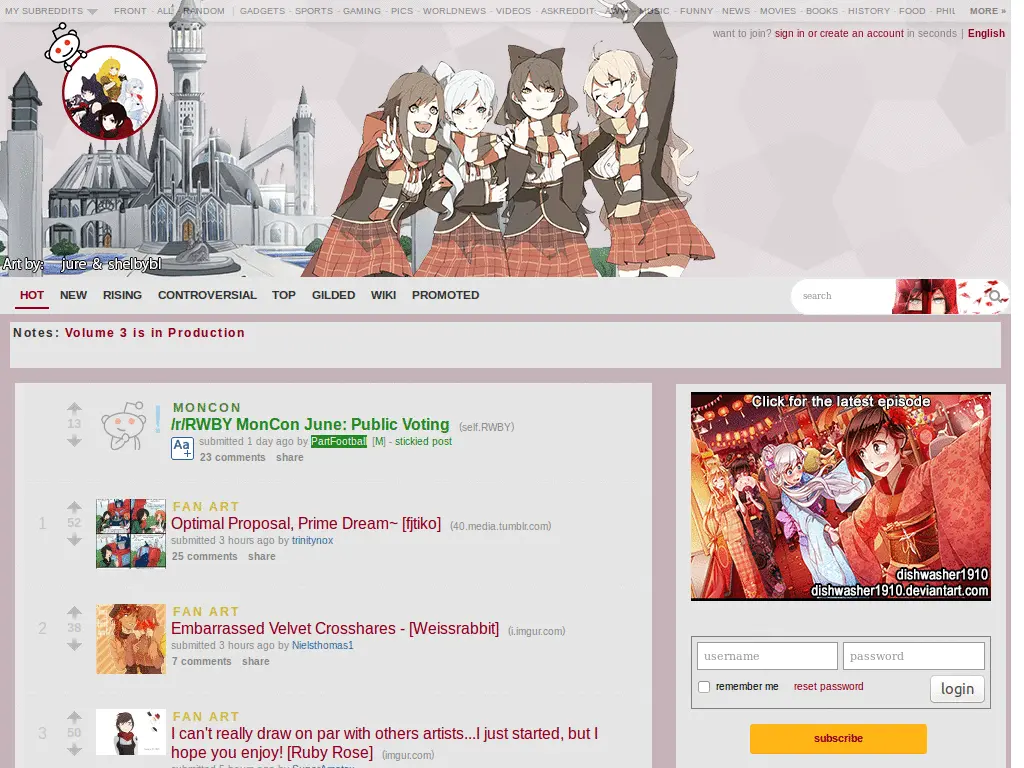 MY SUBREDDITS FRONT - ALL - RANDOM | GADGETS - SPORTS - GAMING - PICS - WORLDNEWS - VIDEOS - ASKREDDIT - AWW - MUSIC - FUNNY - NEWS - MOVIES - BOOKS - HISTORY - FOOD - PHIL MORE »
want to join? sign in or create an account in seconds | English
Art by: jure & shelbybl
HOT NEW RISING CONTROVERSIAL TOP GILDED WIKI PROMOTED search
Notes: Volume 3 is in Production
MONCON
13 /r/RWBY MonCon June: Public Voting (self.RWBY)
Aa submitted 1 day ago by PartFootball [M] - stickied post
23 comments share
FAN ART
1 52 Optimal Proposal, Prime Dream~ [fjtiko] (40.media.tumblr.com)
submitted 3 hours ago by trinitynox
25 comments share
FAN ART
2 38 Embarrassed Velvet Crosshares - [Weissrabbit] (i.imgur.com)
submitted 3 hours ago by Nielsthomas1
7 comments share
FAN ART
3 50 I can't really draw on par with others artists...I just started, but I
hope you enjoy! [Ruby Rose] (imgur.com)
Click for the latest episode
dishwasher1910
dishwasher1910.deviantart.com
username password
remember me reset password login
subscribe